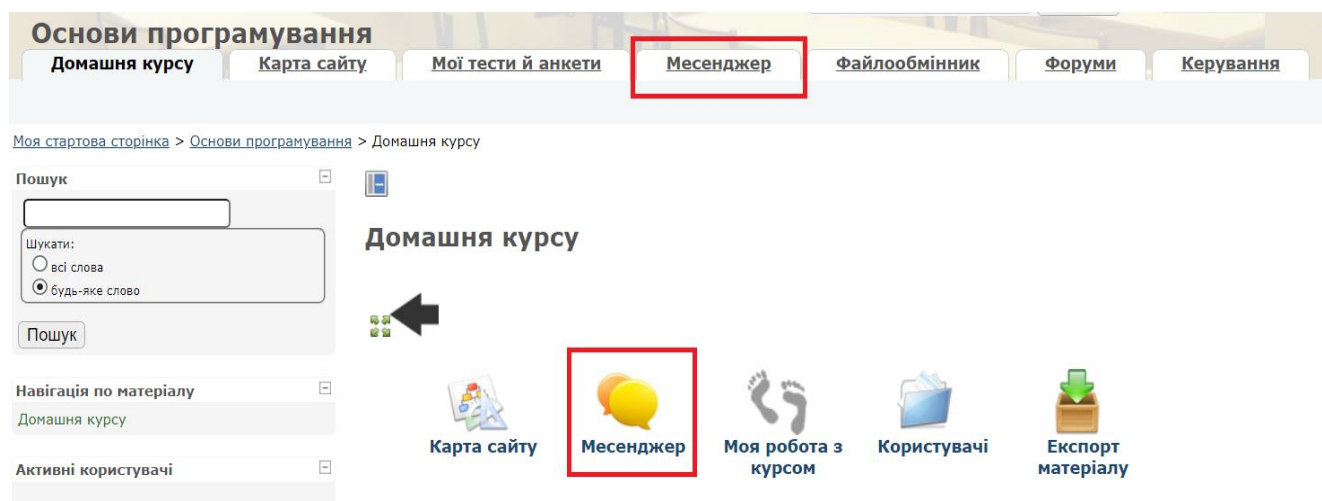 Основи програмування
Домашня курсу Карта сайту Мої тести й анкети Месенджер Файлообмінник Форуми Керування
Моя стартова сторінка > Основи програмування > Домашня курсу
Пошук
Шукати:
всі слова
будь-яке слово
Пошук
Навігація по матеріалу
Домашня курсу
Активні користувачі
Домашня курсу
Карта сайту
Месенджер
Моя робота з
курсом
Користувачі
Експорт
матеріалу